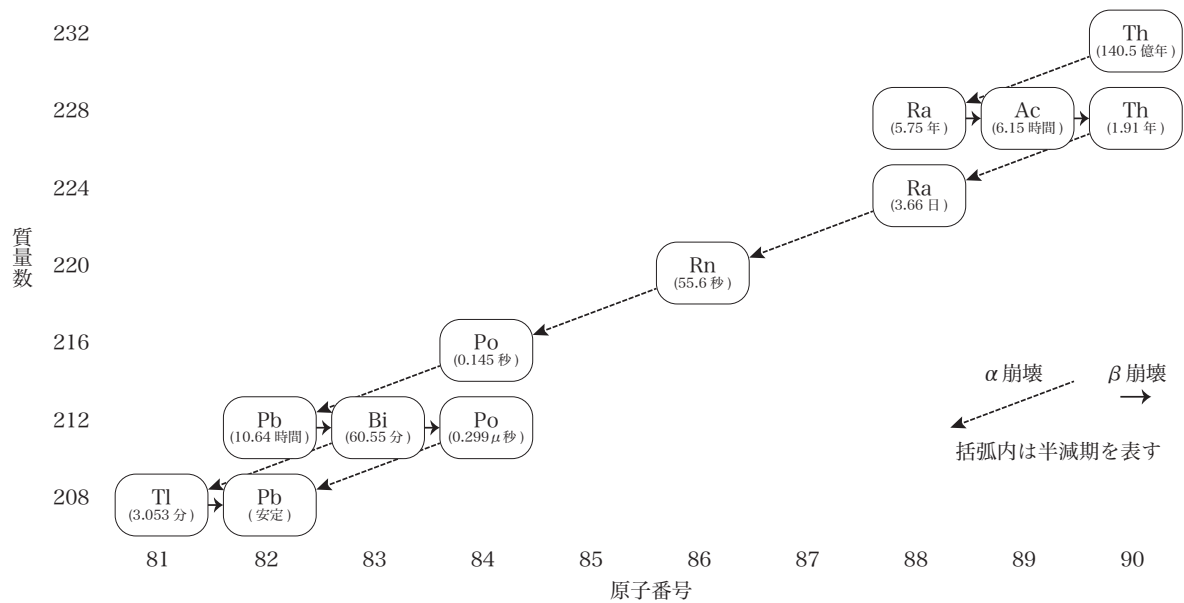 232
Th
(140.5 億年)
228
Ra
(5.75 年)
Ac
(6.15 時間)
Th
(1.91 年)
224
Ra
(3.66 日)
質量数
220
Rn
(55.6 秒)
216
Po
(0.145 秒)
α 崩壊
β 崩壊
212
Pb
(10.64 時間)
Bi
(60.55 分)
Po
(0.299 μ 秒)
括弧内は半減期を表す
208
Tl
(3.053 分)
Pb
(安定)
81 82 83 84 85 86 87 88 89 90
原子番号